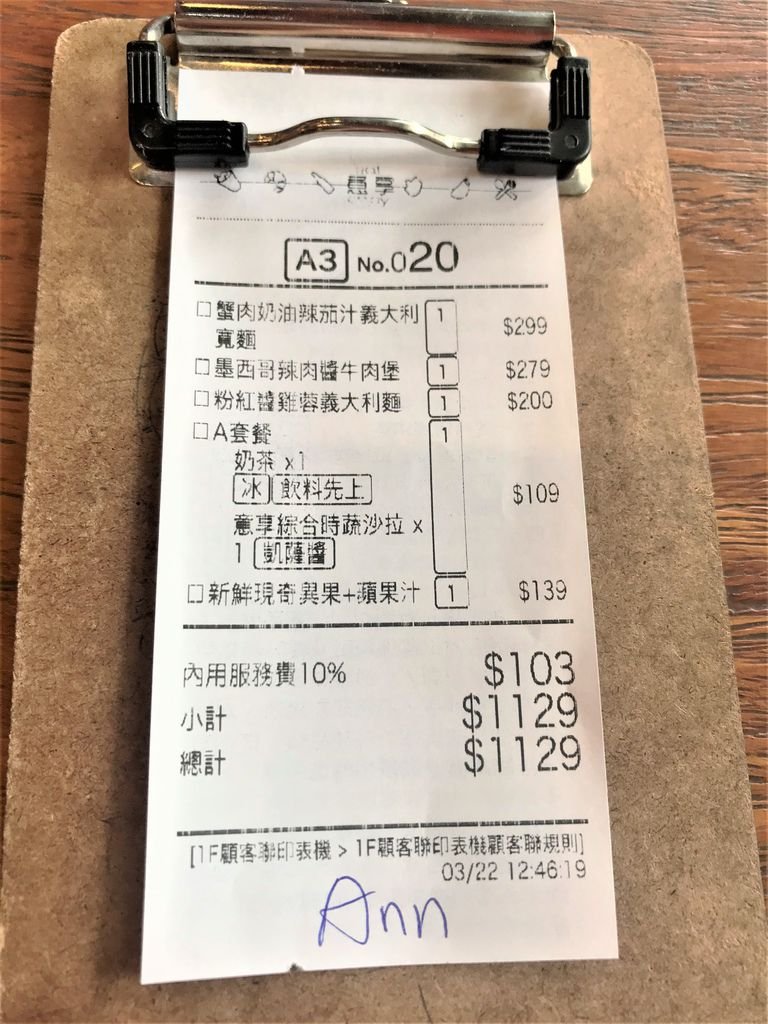 意享
A3 No.020
□蟹肉奶油辣茄汁義大利 1 $299
寬麵
□墨西哥辣肉醬牛肉堡 1 $279
□粉紅醬雞蓉義大利麵 1 $200
□A套餐 1
奶茶 x1
冰 飲料先上 $109
意享綜合時蔬沙拉 x
1 凱薩醬
□新鮮現奇異果+蘋果汁 1 $139
內用服務費10% $103
小計 $1129
總計 $1129
[1F顧客聯印表機 > 1F顧客聯印表機顧客聯規則]
03/22 12:46:19
Ann